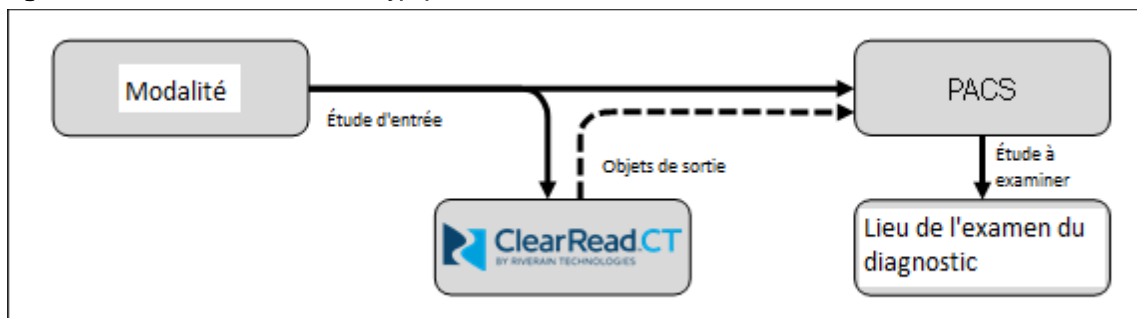 Modalité
PACS
Étude d'entrée
Objets de sortie
Étude à
examiner
ClearRead.CT
BY RIVERAIN TECHNOLOGIES
Lieu de l'examen du
diagnostic